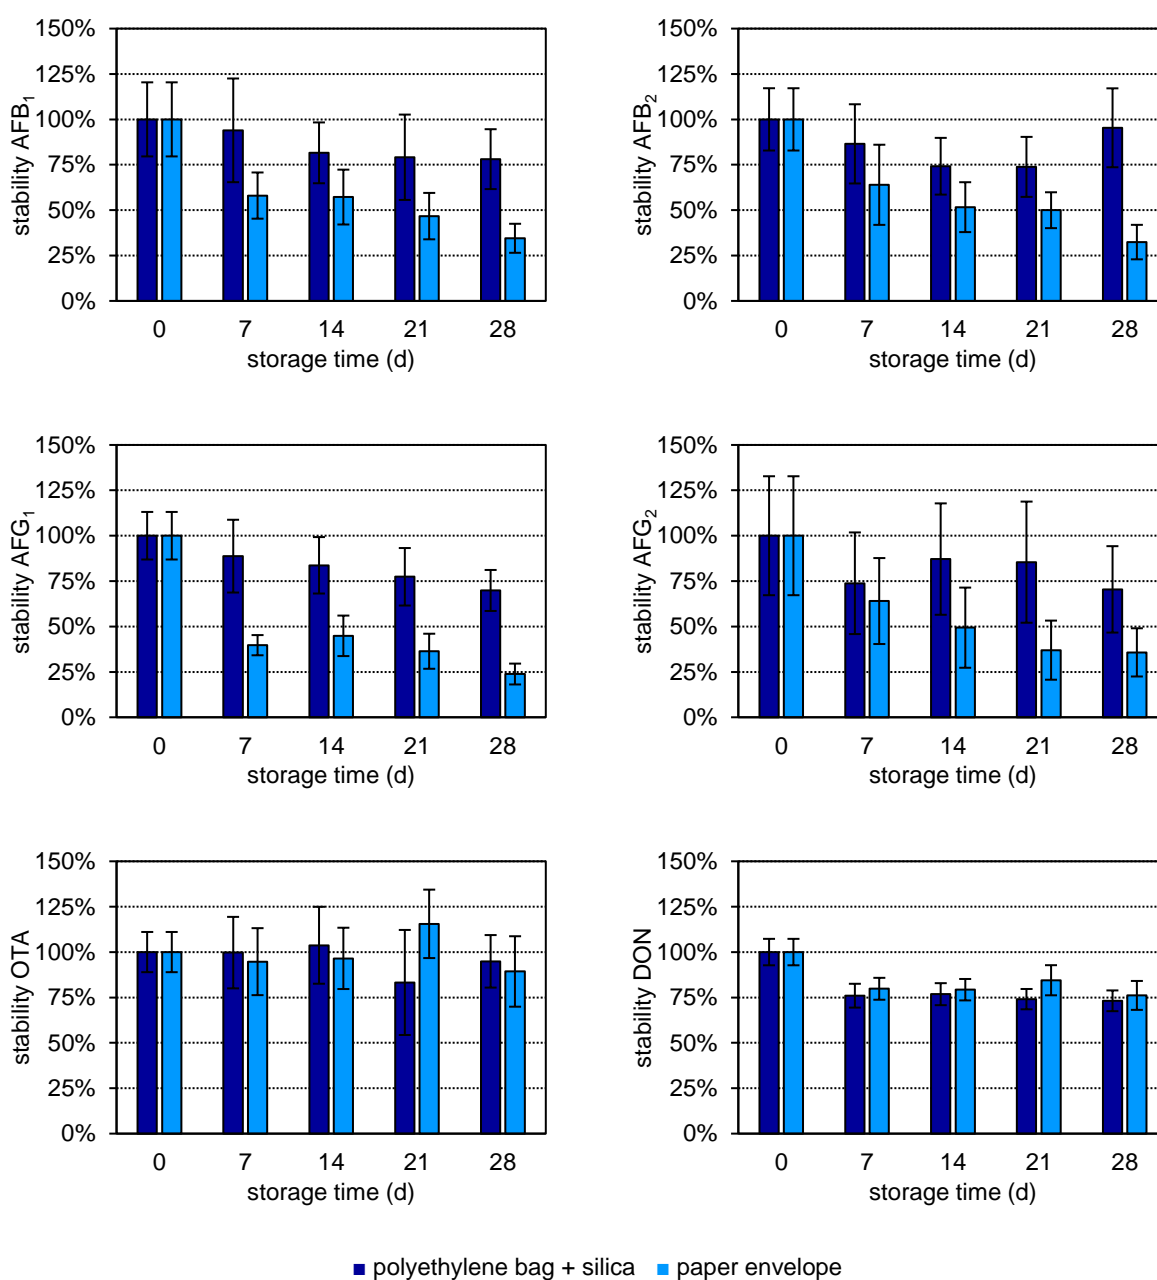 150%
125%
100%
75%
50%
25%
0%
stability AFB₁
0 7 14 21 28
storage time (d)
150%
125%
100%
75%
50%
25%
0%
stability AFB₂
0 7 14 21 28
storage time (d)
150%
125%
100%
75%
50%
25%
0%
stability AFG₁
0 7 14 21 28
storage time (d)
150%
125%
100%
75%
50%
25%
0%
stability AFG₂
0 7 14 21 28
storage time (d)
150%
125%
100%
75%
50%
25%
0%
stability OTA
0 7 14 21 28
storage time (d)
150%
125%
100%
75%
50%
25%
0%
stability DON
0 7 14 21 28
storage time (d)
polyethylene bag + silica paper envelope